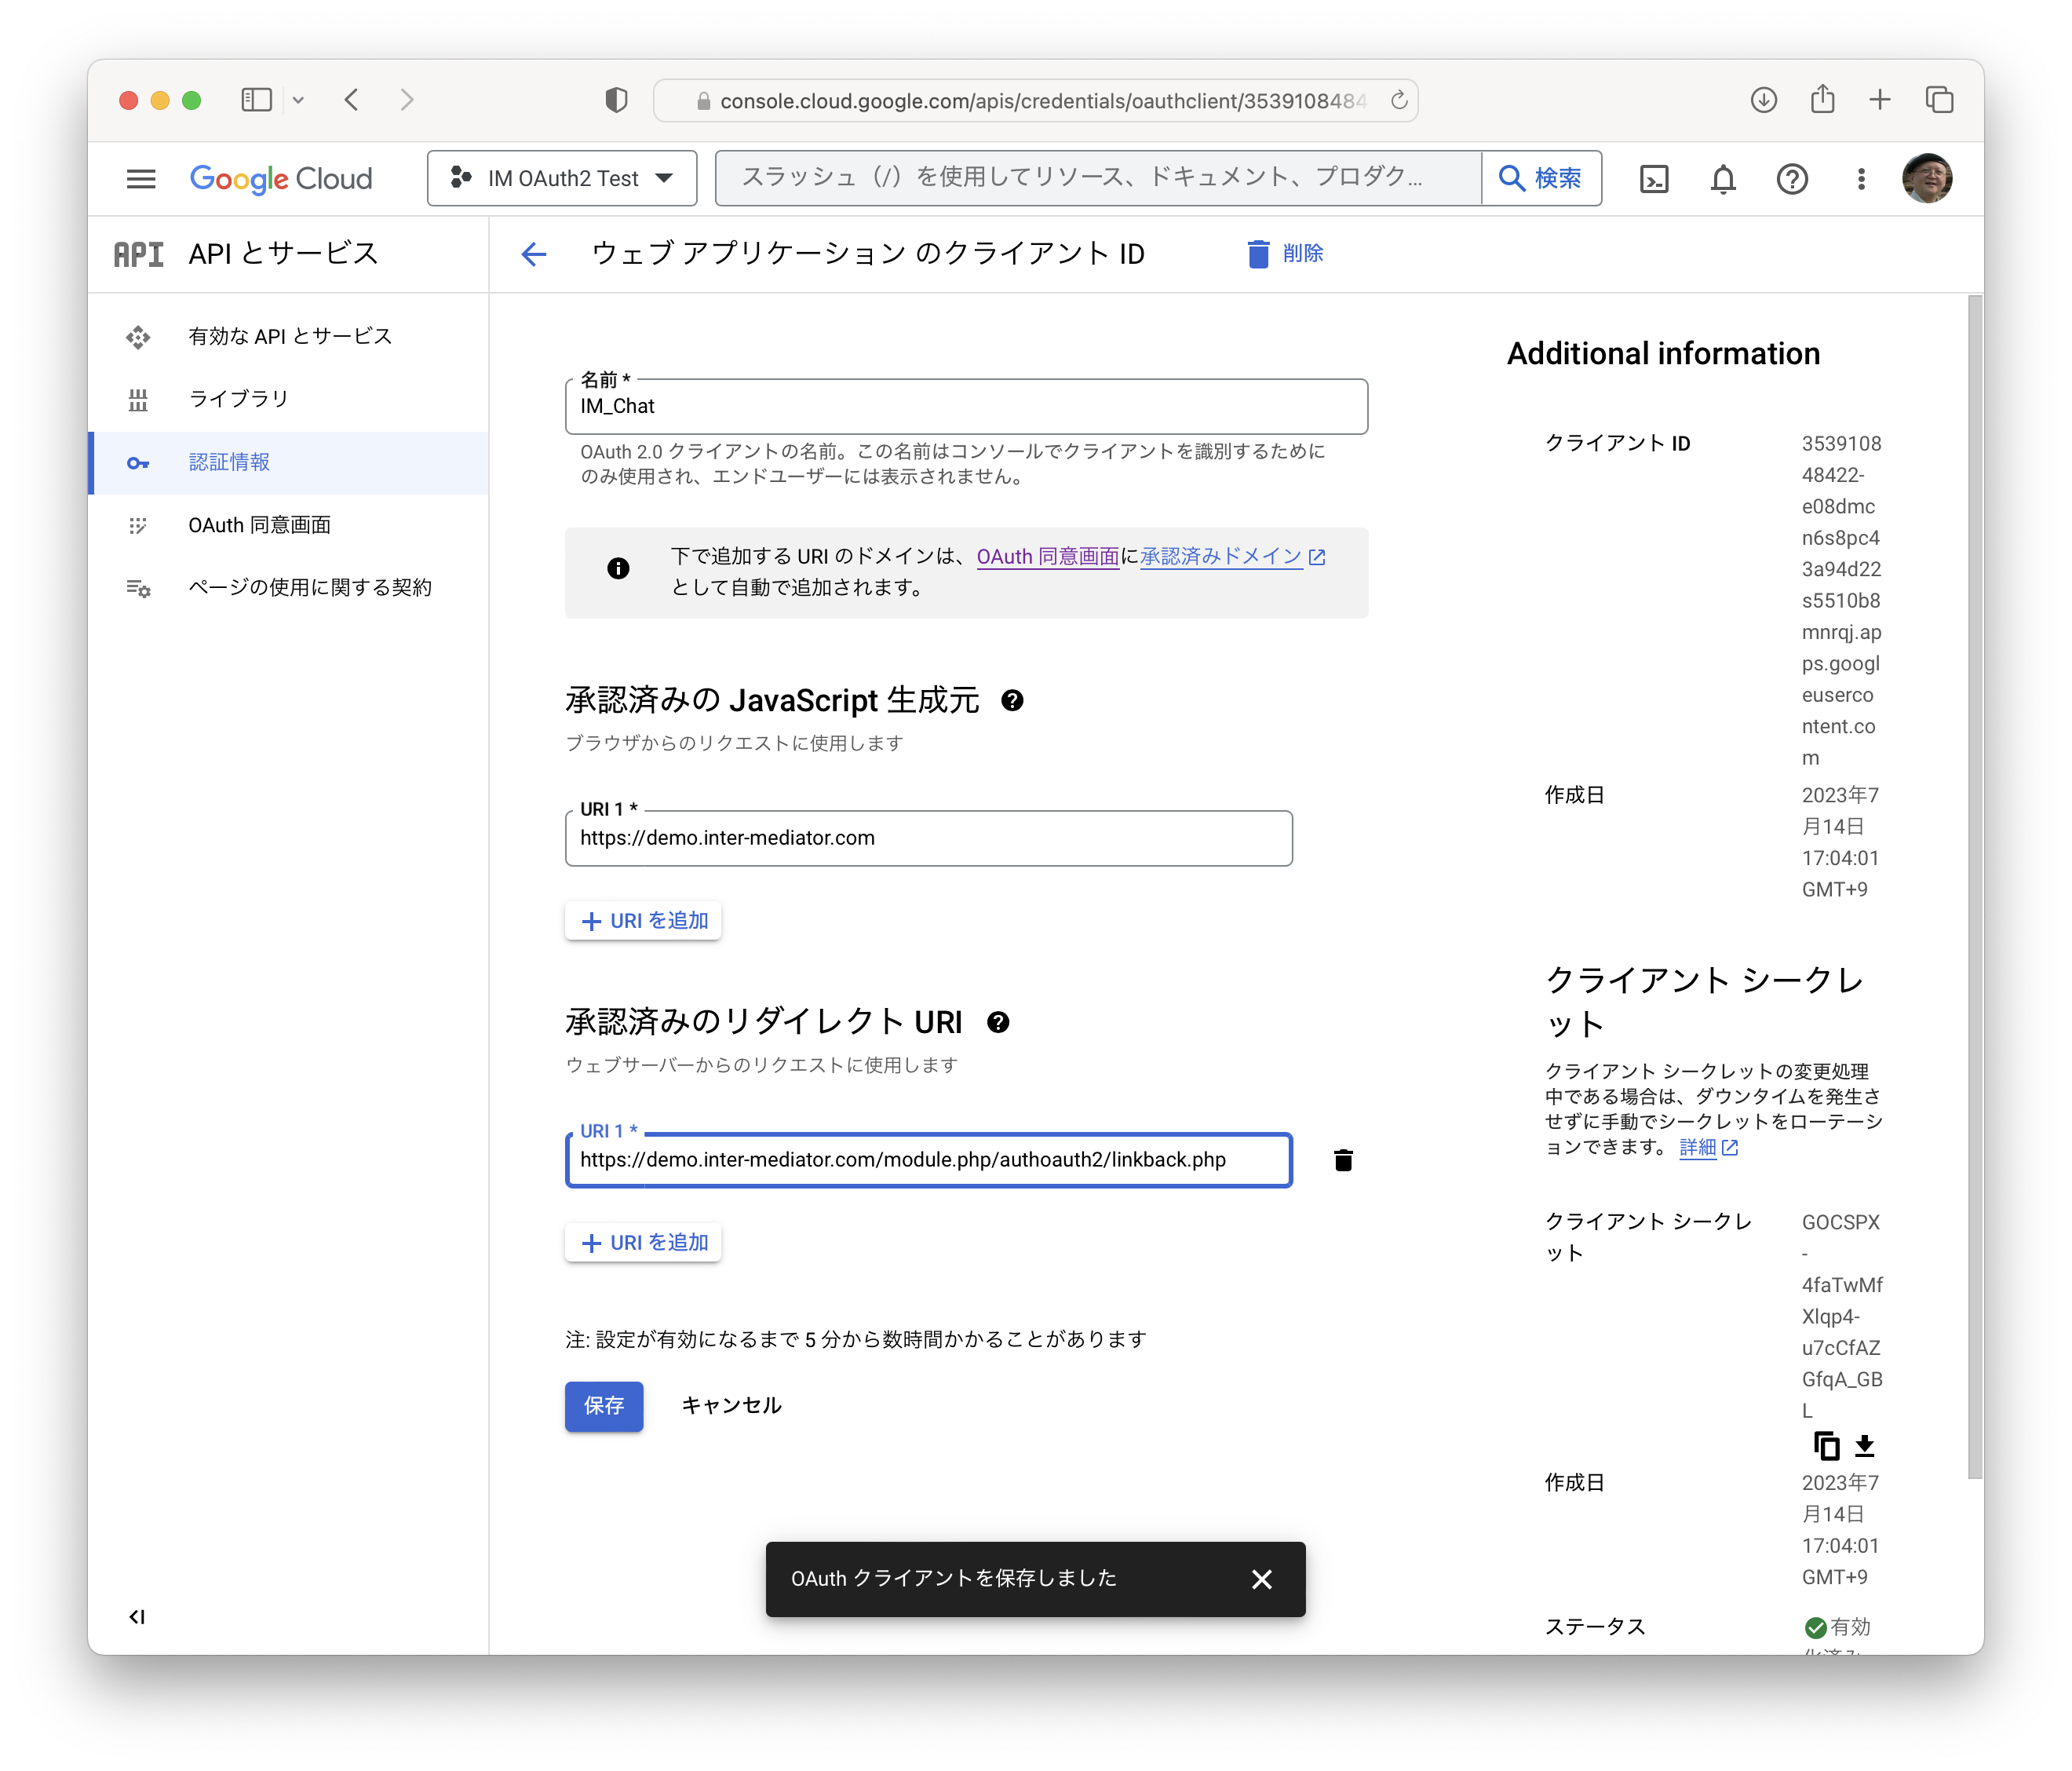 console.cloud.google.com/apis/credentials/oauthclient/3539108484
Google Cloud
IM OAuth2 Test
スラッシュ（/）を使用してリソース、ドキュメント、プロダク...
検索
API
API とサービス
ウェブ アプリケーション のクライアント ID
削除
有効な API とサービス
ライブラリ
認証情報
OAuth 同意画面
ページの使用に関する契約
名前 *
IM_Chat
OAuth 2.0 クライアントの名前。この名前はコンソールでクライアントを識別するために
のみ使用され、エンドユーザーには表示されません。
下で追加する URI のドメインは、OAuth 同意画面に承認済みドメイン
として自動で追加されます。
承認済みの JavaScript 生成元
ブラウザからのリクエストに使用します
URI 1 *
https://demo.inter-mediator.com
URI を追加
承認済みのリダイレクト URI
ウェブサーバーからのリクエストに使用します
URI 1 *
https://demo.inter-mediator.com/module.php/authoauth2/linkback.php
URI を追加
注: 設定が有効になるまで 5 分から数時間かかることがあります
保存
キャンセル
Additional information
クライアント ID
3539108
48422-
e08dmc
n6s8pc4
3a94d22
s5510b8
mnrqj.ap
ps.googl
euserco
ntent.co
m
作成日
2023年7
月14日
17:04:01
GMT+9
クライアント シークレ
ット
クライアント シークレットの変更処理
中である場合は、ダウンタイムを発生さ
せずに手動でシークレットをローテーシ
ョンできます。 詳細
クライアント シークレ
ット
GOCSPX
-
4faTwMf
Xlqp4-
u7cCfAZ
GfqA_GB
L
作成日
2023年7
月14日
17:04:01
GMT+9
ステータス
有効
OAuth クライアントを保存しました